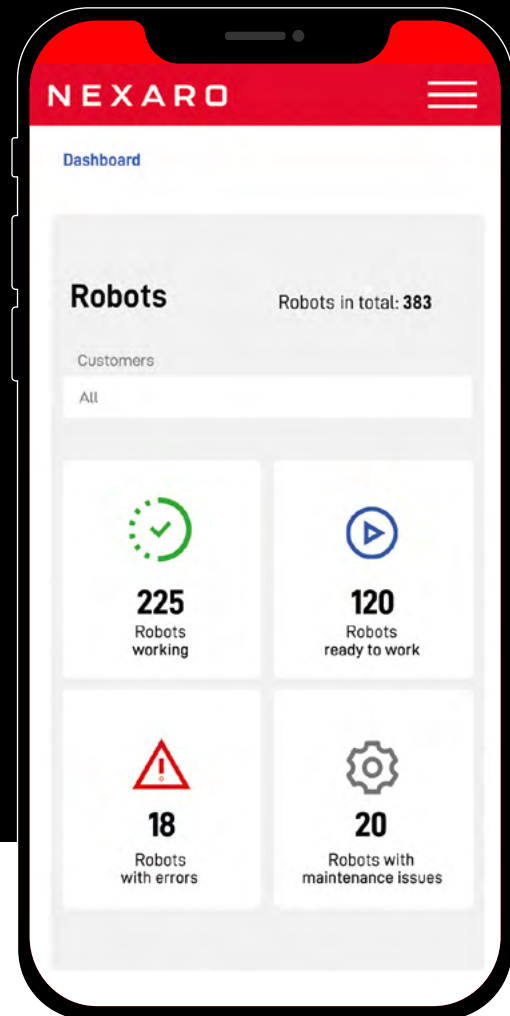 NEXARO
Dashboard
Robots
Robots in total: 383
Customers
All
225
Robots
working
120
Robots
ready to work
18
Robots
with errors
20
Robots with
maintenance issues